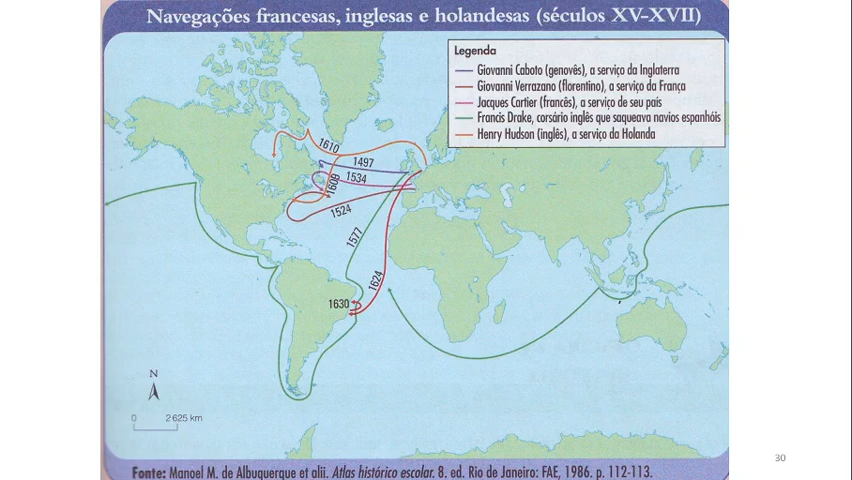 Navegações francesas, inglesas e holandesas (séculos XV-XVII)
Legenda
Giovanni Caboto (genovês), a serviço da Inglaterra
Giovanni Verrazano (florentino), a serviço da França
Jacques Cartier (francês), a serviço de seu país
Francis Drake, corsário inglês que saqueava navios espanhóis
Henry Hudson (inglês), a serviço da Holanda
1610
1497
1534
1609
1524
1577
1624
1630
N
0 2625 km
30
Fonte: Manoel M. de Albuquerque et alii. Atlas histórico escolar. 8. ed. Rio de Janeiro: FAE, 1986. p. 112-113.